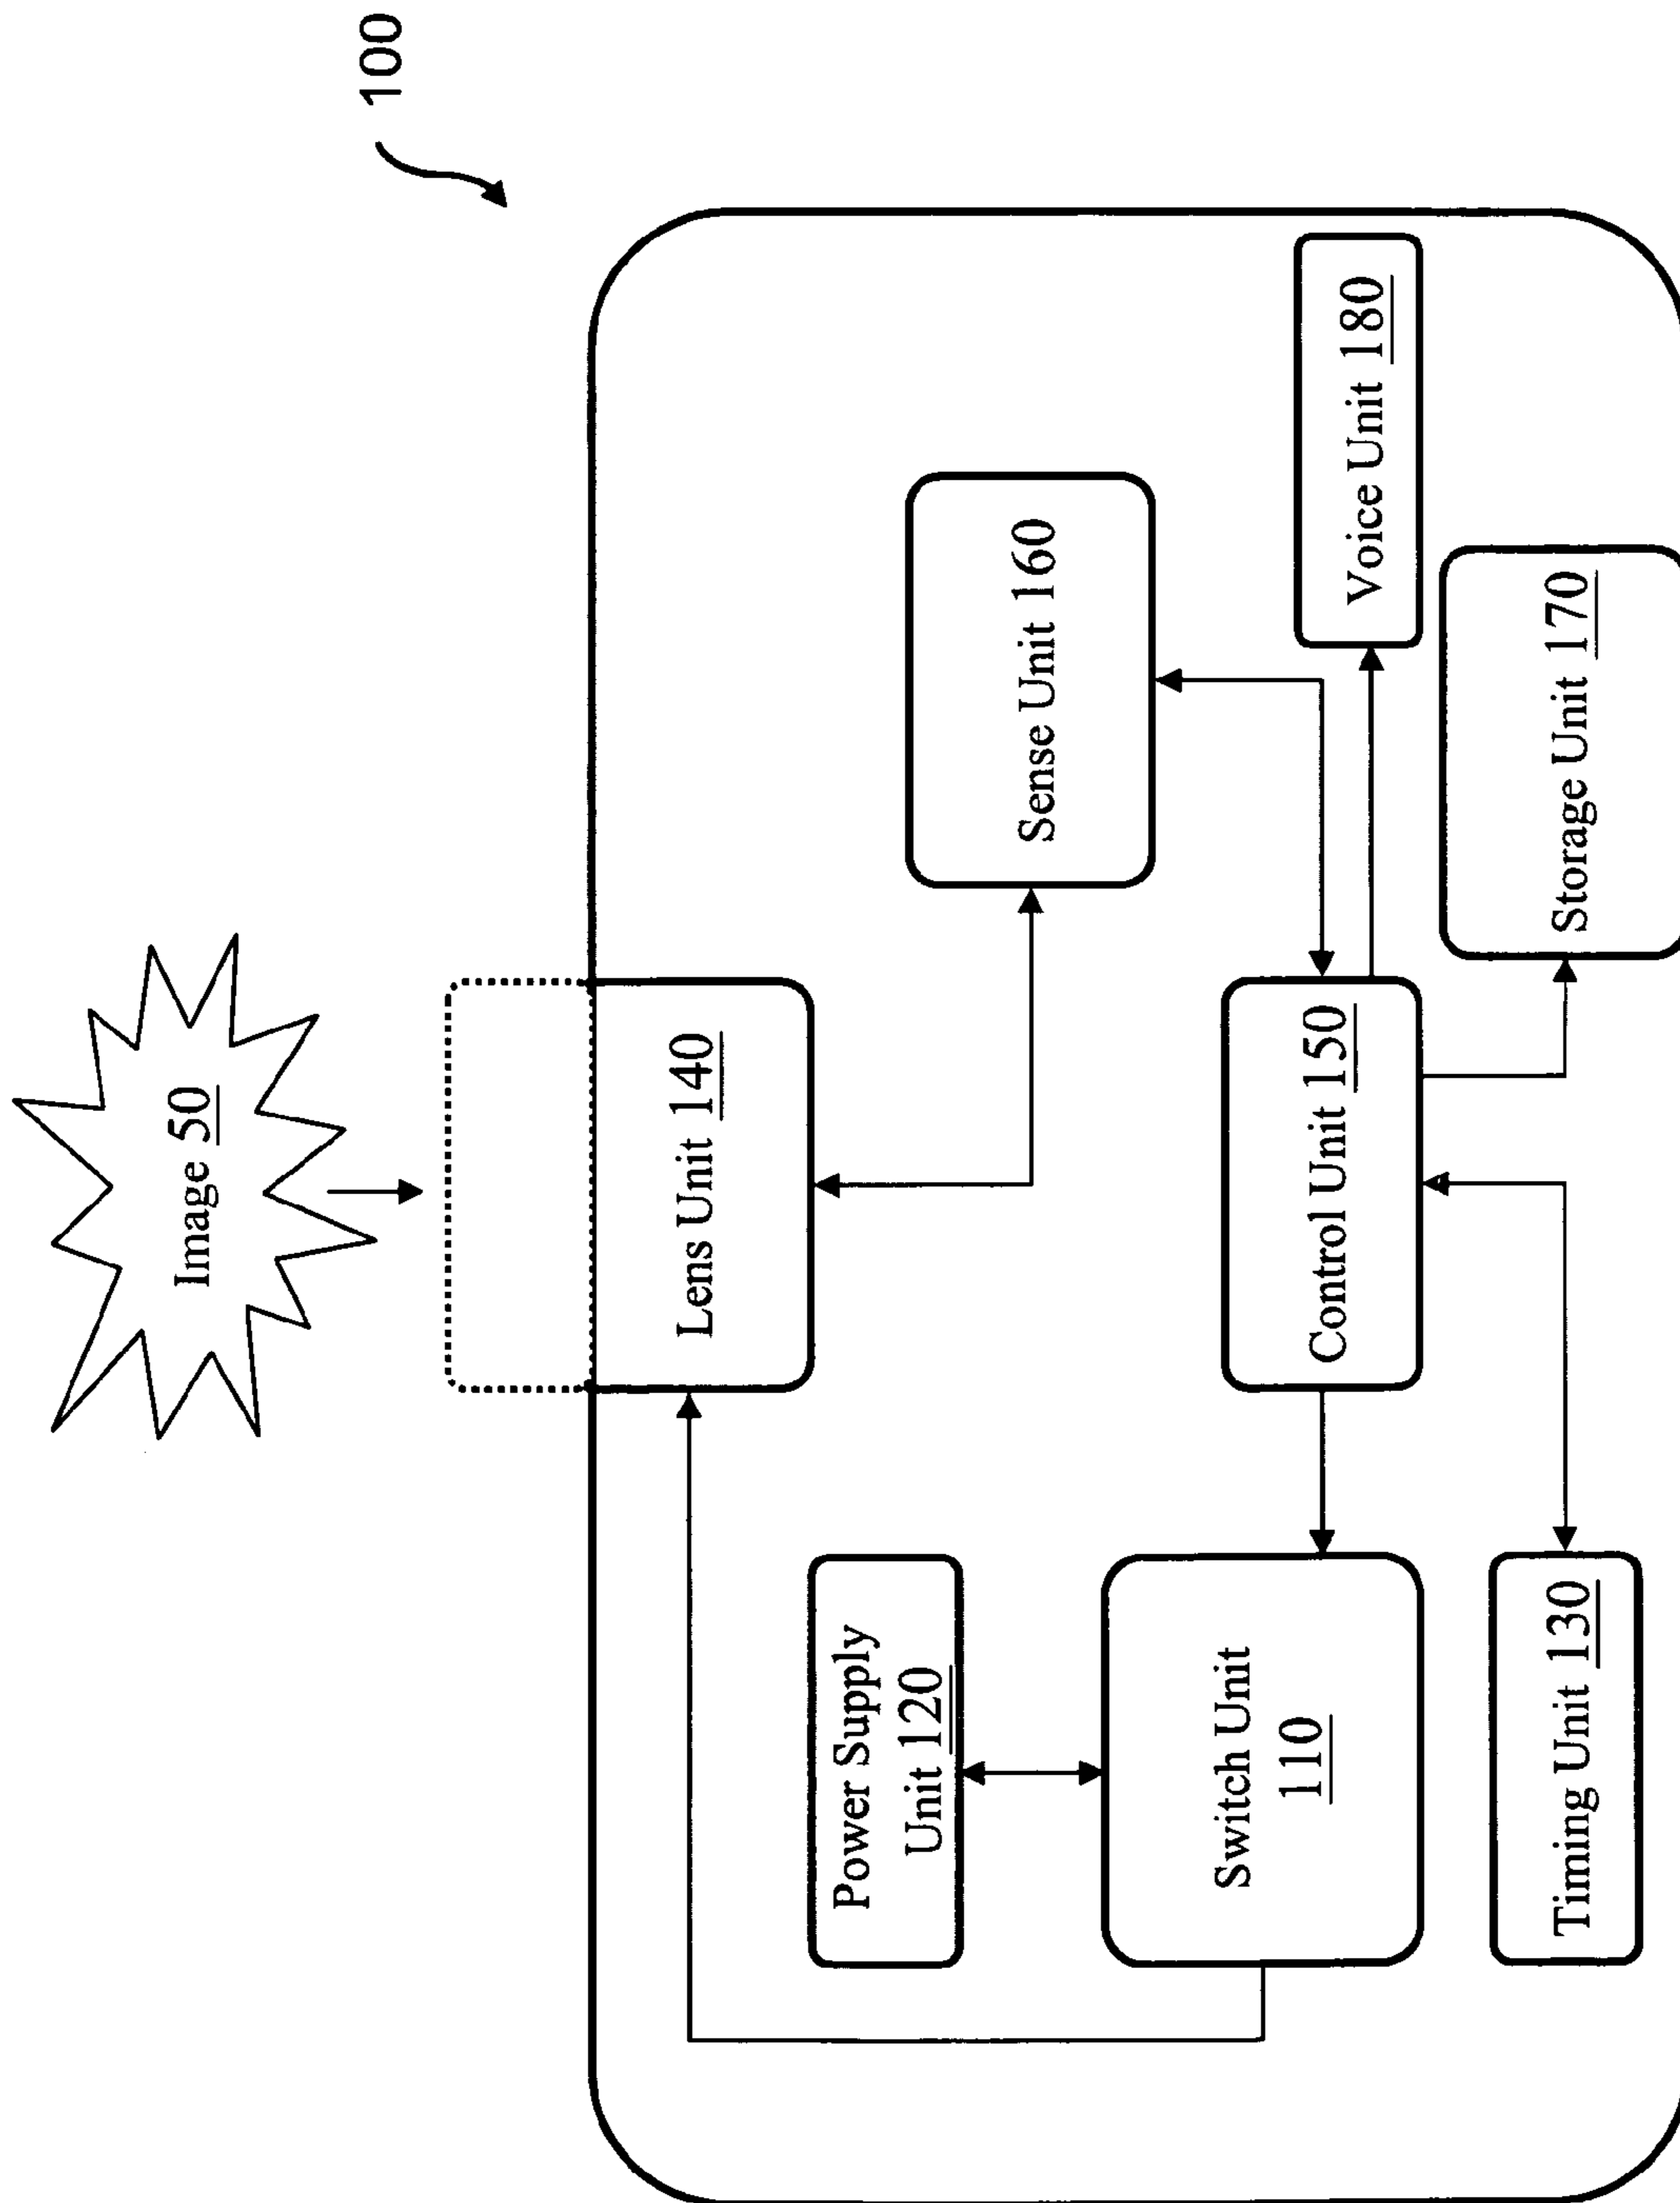 100
Image 50
Lens Unit 140
Sense Unit 160
Power Supply
Unit 120
Switch Unit
110
Control Unit 150
Voice Unit 180
Timing Unit 130
Storage Unit 170